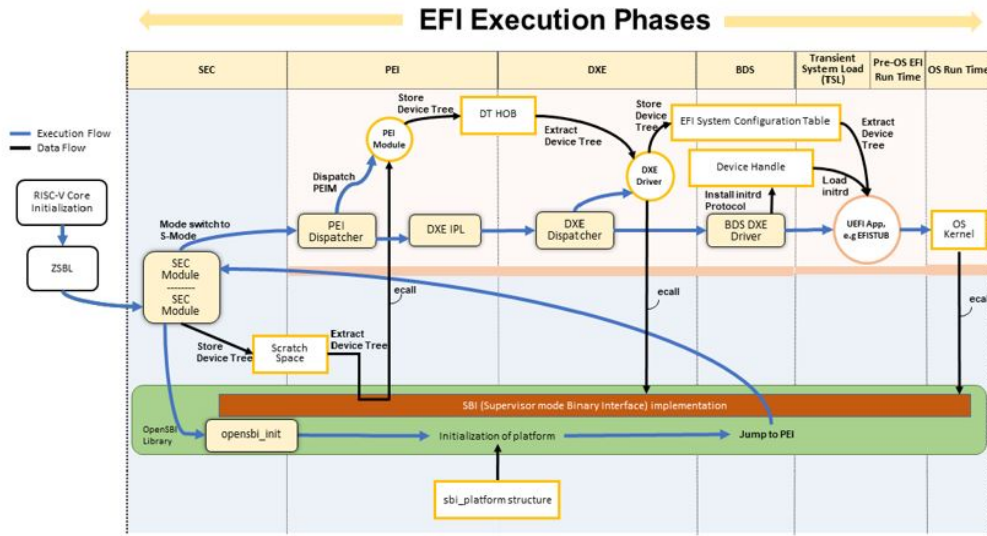 EFI Execution Phases
SEC
PEI
DXE
BDS
Transient
System Load
(TSL)
Pre-OS EFI
Run Time
OS Run Time
Execution Flow
Data Flow
RISC-V Core
Initialization
ZSBL
Mode switch to
S-Mode
SEC
Module
--------
SEC
Module
Store
Device Tree
Scratch
Space
Extract
Device Tree
Dispatch
PEIM
PEI
Dispatcher
PEI
Module
Store
Device Tree
DT HOB
Extract
Device Tree
DXE IPL
DXE
Dispatcher
DXE
Driver
Store
Device
Tree
EFI System Configuration Table
Extract
Device
Tree
Device Handle
Load
initrd
Install initrd
Protocol
BDS DXE
Driver
UEFI App,
e.g EFISTUB
OS
Kernel
ecall
ecall
ecal
SBI (Supervisor mode Binary Interface) implementation
OpenSBI
Library
opensbi_init
Initialization of platform
Jump to PEI
sbi_platform structure